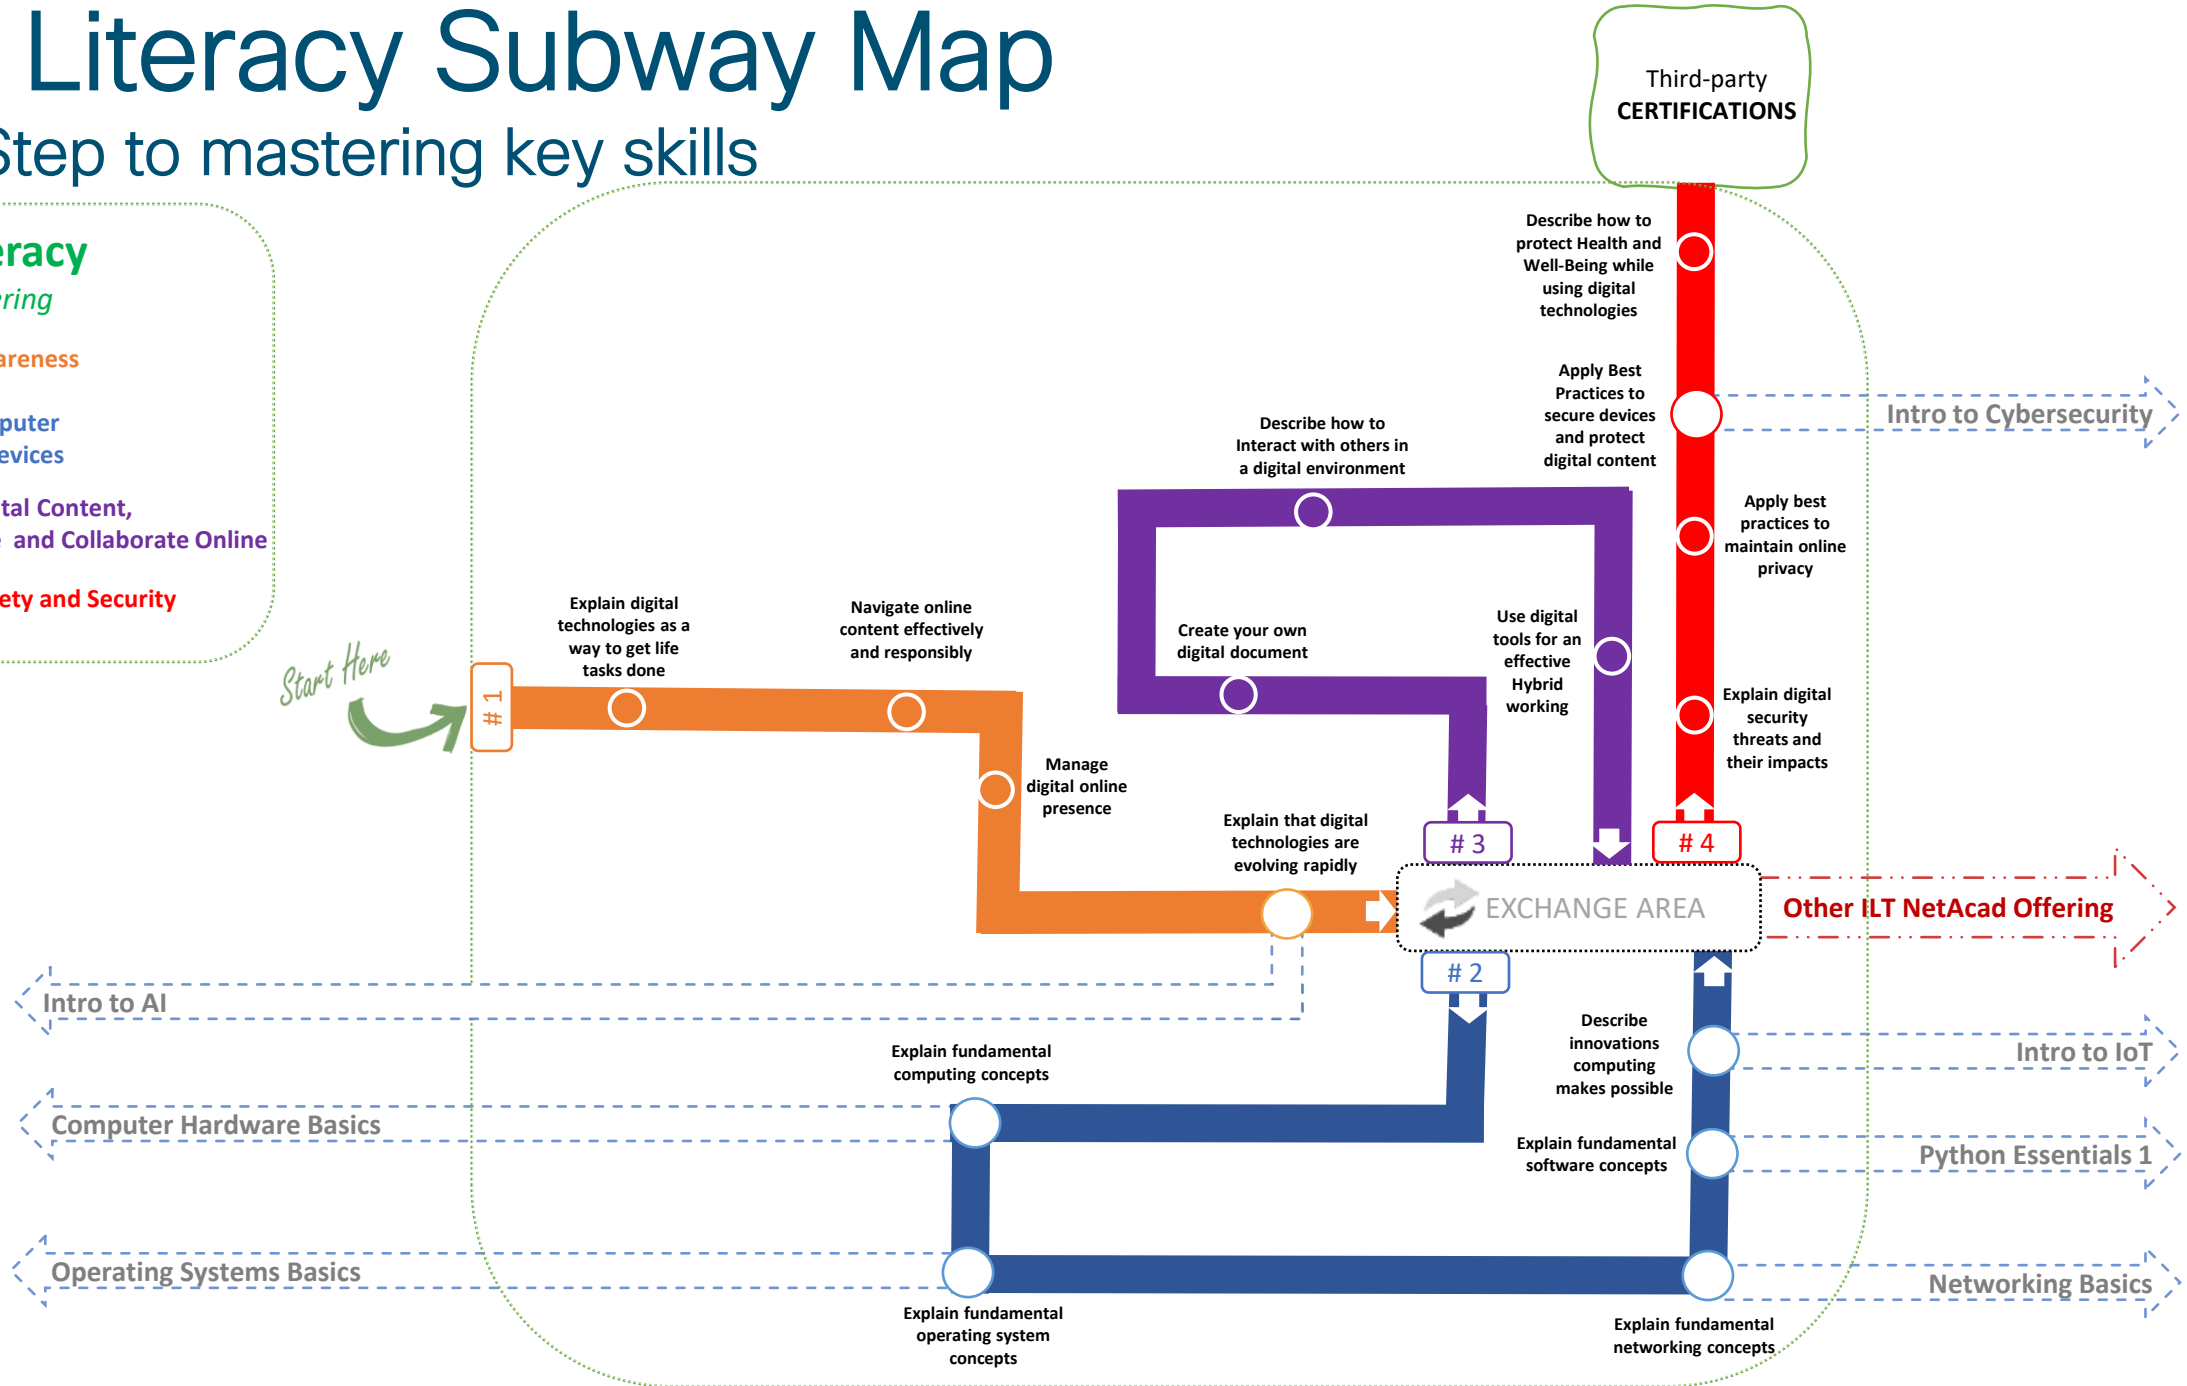 Literacy Subway Map
Step to mastering key skills
Third-party
CERTIFICATIONS
eracy
ering
areness
puter
evices
tal Content,
e and Collaborate Online
ety and Security
Start Here
# 1
Explain digital
technologies as a
way to get life
tasks done
Navigate online
content effectively
and responsibly
Manage
digital online
presence
Explain that digital
technologies are
evolving rapidly
Describe how to
Interact with others in
a digital environment
Create your own
digital document
Use digital
tools for an
effective
Hybrid
working
Describe how to
protect Health and
Well-Being while
using digital
technologies
Apply Best
Practices to
secure devices
and protect
digital content
Intro to Cybersecurity
Apply best
practices to
maintain online
privacy
Explain digital
security
threats and
their impacts
# 3
# 4
EXCHANGE AREA
Other ILT NetAcad Offering
# 2
Intro to AI
Explain fundamental
computing concepts
Computer Hardware Basics
Describe
innovations
computing
makes possible
Intro to IoT
Explain fundamental
software concepts
Python Essentials 1
Operating Systems Basics
Explain fundamental
operating system
concepts
Networking Basics
Explain fundamental
networking concepts